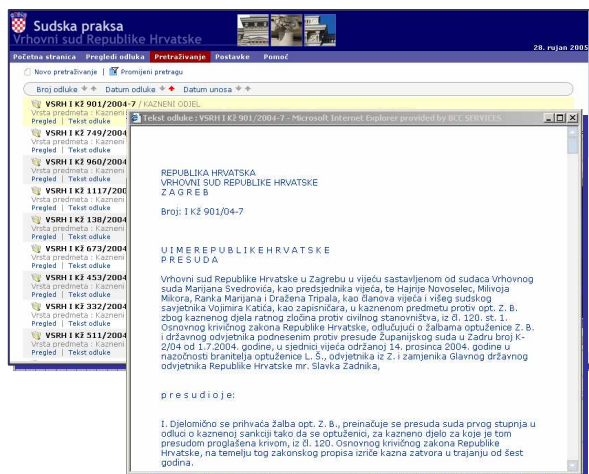 Sudska praksa
Vrhovni sud Republike Hrvatske
28. rujan 2005
Početna stranica Pregledi odluka Pretraživanje Postavke Pomoć
Novo pretraživanje | Promijeni pretragu
Broj odluke Datum odluke Datum unosa
VSRH I Kž 901/2004-7 / KAZNENI ODJEL
Vrsta predmeta : Kazneni
Pregled | Tekst odluke
VSRH I Kž 749/2004
Vrsta predmeta : Kazneni
Pregled | Tekst odluke
VSRH I Kž 960/2004
Vrsta predmeta : Kazneni
Pregled | Tekst odluke
VSRH I Kž 1117/200
Vrsta predmeta : Kazneni
Pregled | Tekst odluke
VSRH I Kž 138/2004
Vrsta predmeta : Kazneni
Pregled | Tekst odluke
VSRH I Kž 673/2004
Vrsta predmeta : Kazneni
Pregled | Tekst odluke
VSRH I Kž 453/2004
Vrsta predmeta : Kazneni
Pregled | Tekst odluke
VSRH I Kž 332/2004
Vrsta predmeta : Kazneni
Pregled | Tekst odluke
VSRH I Kž 511/2004
Vrsta predmeta : Kazneni
Pregled | Tekst odluke
Tekst odluke : VSRH I Kž 901/2004-7 - Microsoft Internet Explorer provided by BCC SERVICES
REPUBLIKA HRVATSKA
VRHOVNI SUD REPUBLIKE HRVATSKE
Z A G R E B
Broj: I Kž 901/04-7
U I M E R E P U B L I K E H R V A T S K E
P R E S U D A
Vrhovni sud Republike Hrvatske u Zagrebu u vijeću sastavljenom od sudaca Vrhovnog
suda Marijana Svedrovića, kao predsjednika vijeća, te Hajrije Novoselec, Milivoja
Mikora, Ranka Marijana i Dražena Tripala, kao članova vijeća i višeg sudskog
savjetnika Vojimira Katića, kao zapisničara, u kaznenom predmetu protiv opt. Z. B.
zbog kaznenog djela ratnog zločina protiv civilnog stanovništva, iz čl. 120. st. 1.
Osnovnog krivičnog zakona Republike Hrvatske, odlučujući o žalbama optuženice Z. B.
i državnog odvjetnika podnesenim protiv presude Županijskog suda u Zadru broj K-
2/04 od 1.7.2004. godine, u sjednici vijeća održanoj 14. prosinca 2004. godine u
nazočnosti branitelja optuženice L. Š., odvjetnika iz Z. i zamjenika Glavnog državnog
odvjetnika Republike Hrvatske mr. Slavka Zadnika,
p r e s u d i o j e:
I. Djelomično se prihvaća žalba opt. Z. B., preinačuje se presuda suda prvog stupnja u
odluci o kaznenoj sankciji tako da se optuženici, za kazneno djelo za koje je tom
presudom proglašena krivom, iz čl. 120. Osnovnog krivičnog zakona Republike
Hrvatske, na temelju tog zakonskog propisa izriče kazna zatvora u trajanju od šest
godina.